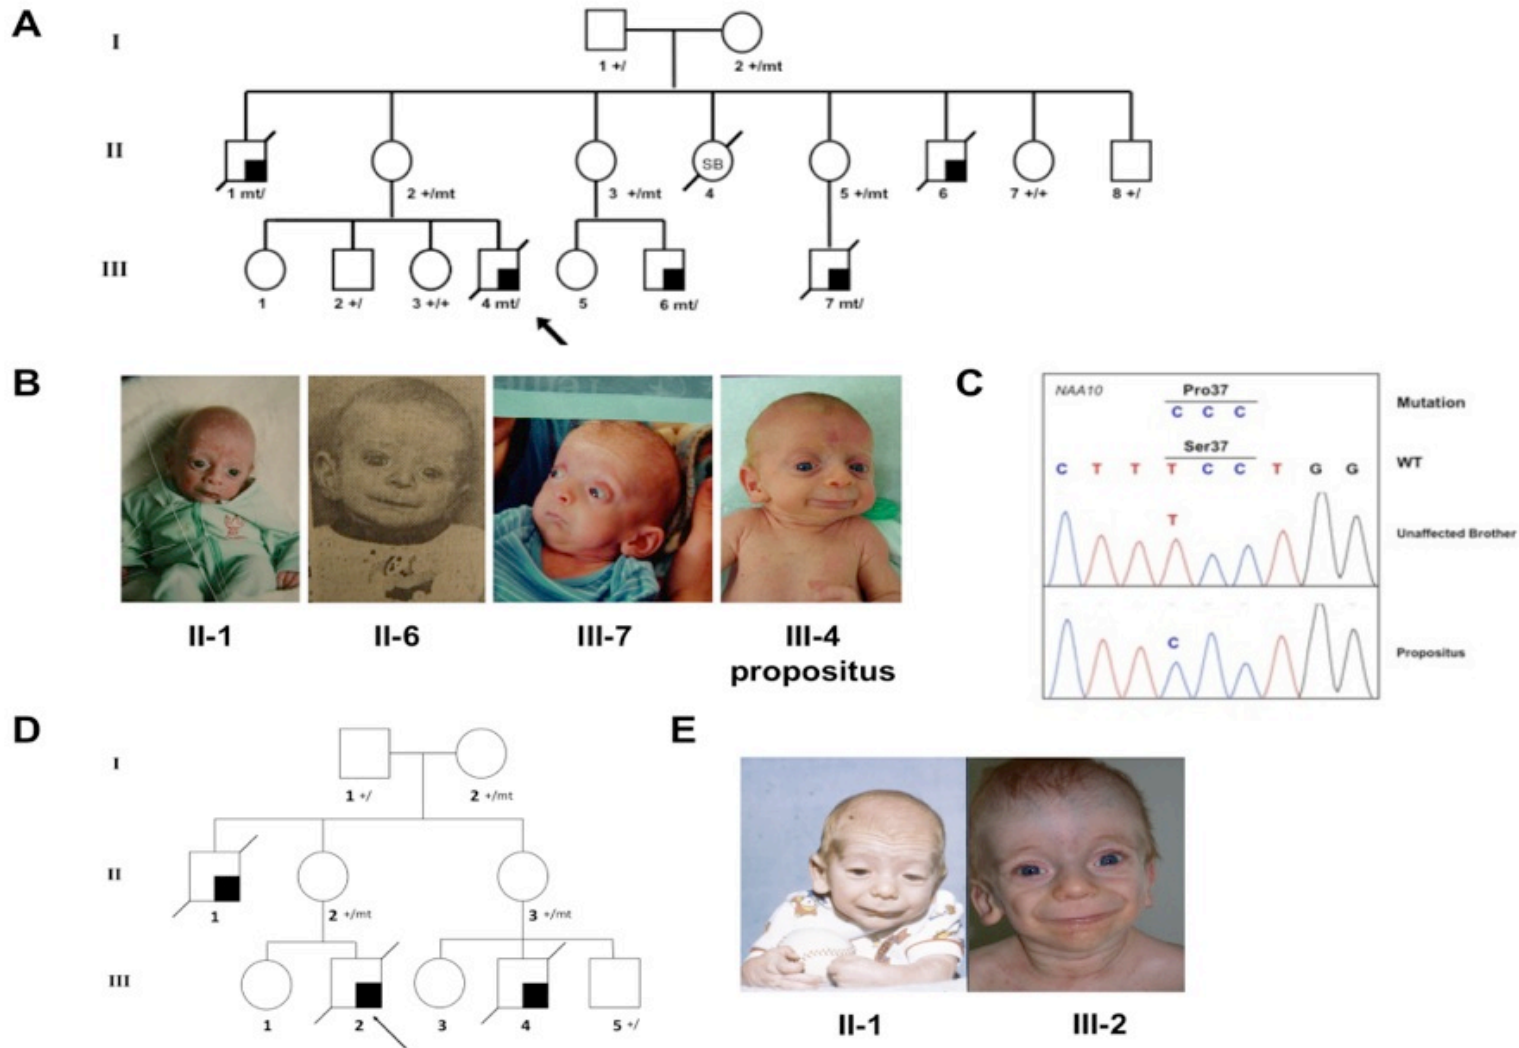 A
I
1 +/
2 +/mt
II
SB
1 mt/
2 +/mt
3 +/mt
4
5 +/mt
6
7 +/+
8 +/
III
1
2 +/
3 +/+
4 mt/
5
6 mt/
7 mt/
B
II-1
II-6
III-7
III-4
propositus
C
NAA10
Pro37
C C C
Mutation
Ser37
C T T T C C T G G
WT
T
Unaffected Brother
C
Propositus
D
I
1 +/
2 +/mt
II
1
2 +/mt
3 +/mt
III
1
2
3
4
5 +/
E
II-1
III-2